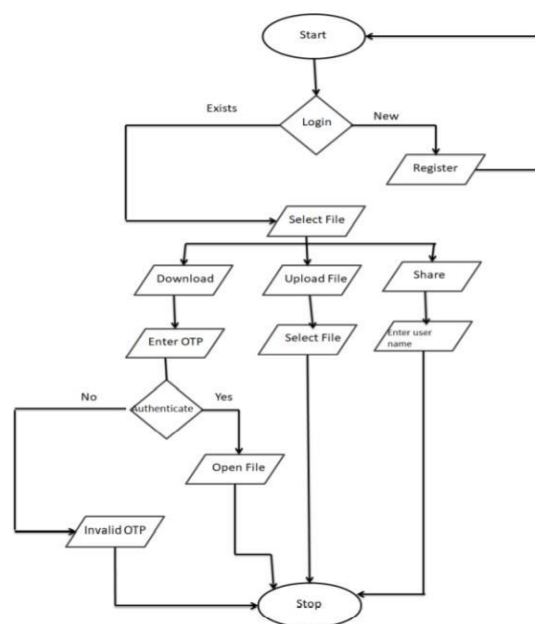 Start
Exists
New
Login
Register
Select File
Download
Upload File
Share
Enter OTP
Select File
Enter user
name
No
Yes
Authenticate
Open File
Invalid OTP
Stop